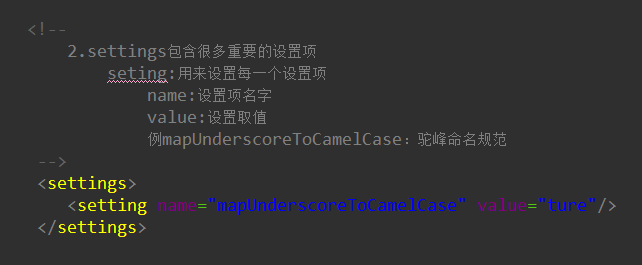 <!--
2.settings包含很多重要的设置项
seting:用来设置每一个设置项
name:设置项名字
value:设置取值
例mapUnderscoreToCamelCase：驼峰命名规范
-->
<settings>
<setting name="mapUnderscoreToCamelCase" value="ture"/>
</settings>